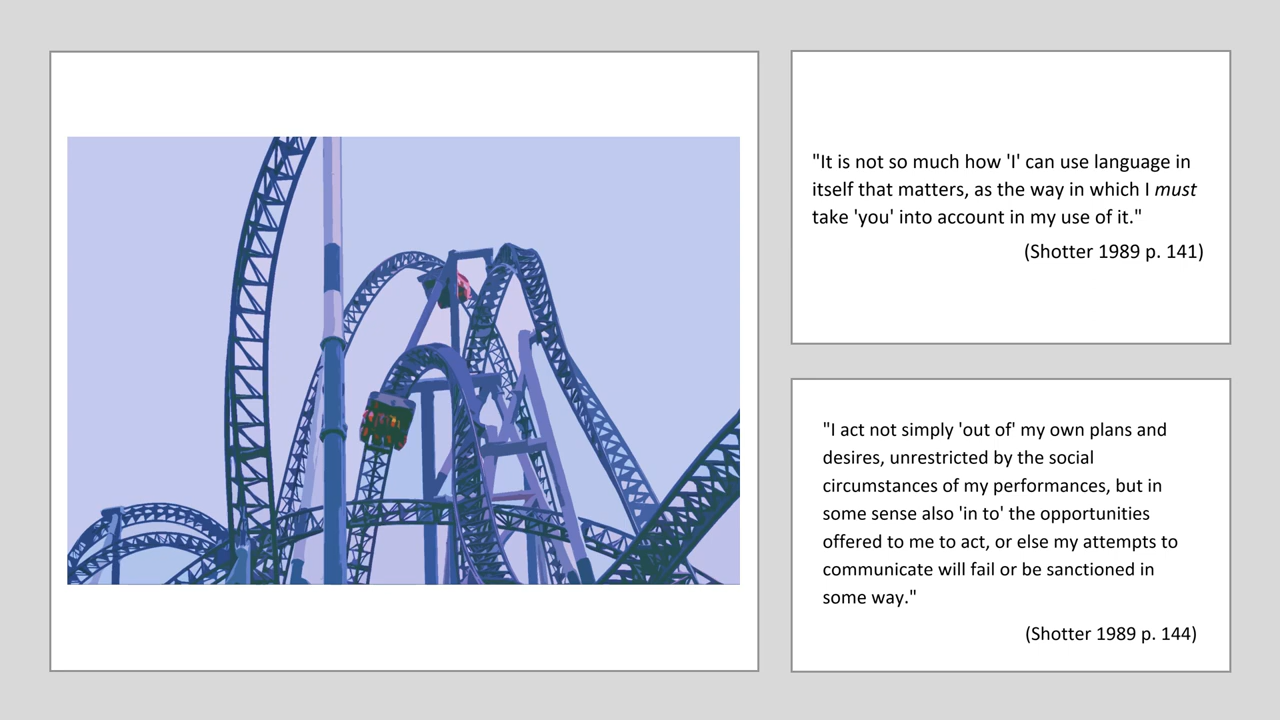 "It is not so much how 'I' can use language in
itself that matters, as the way in which I must
take 'you' into account in my use of it."
(Shotter 1989 p. 141)
"I act not simply 'out of' my own plans and
desires, unrestricted by the social
circumstances of my performances, but in
some sense also 'in to' the opportunities
offered to me to act, or else my attempts to
communicate will fail or be sanctioned in
some way."
(Shotter 1989 p. 144)